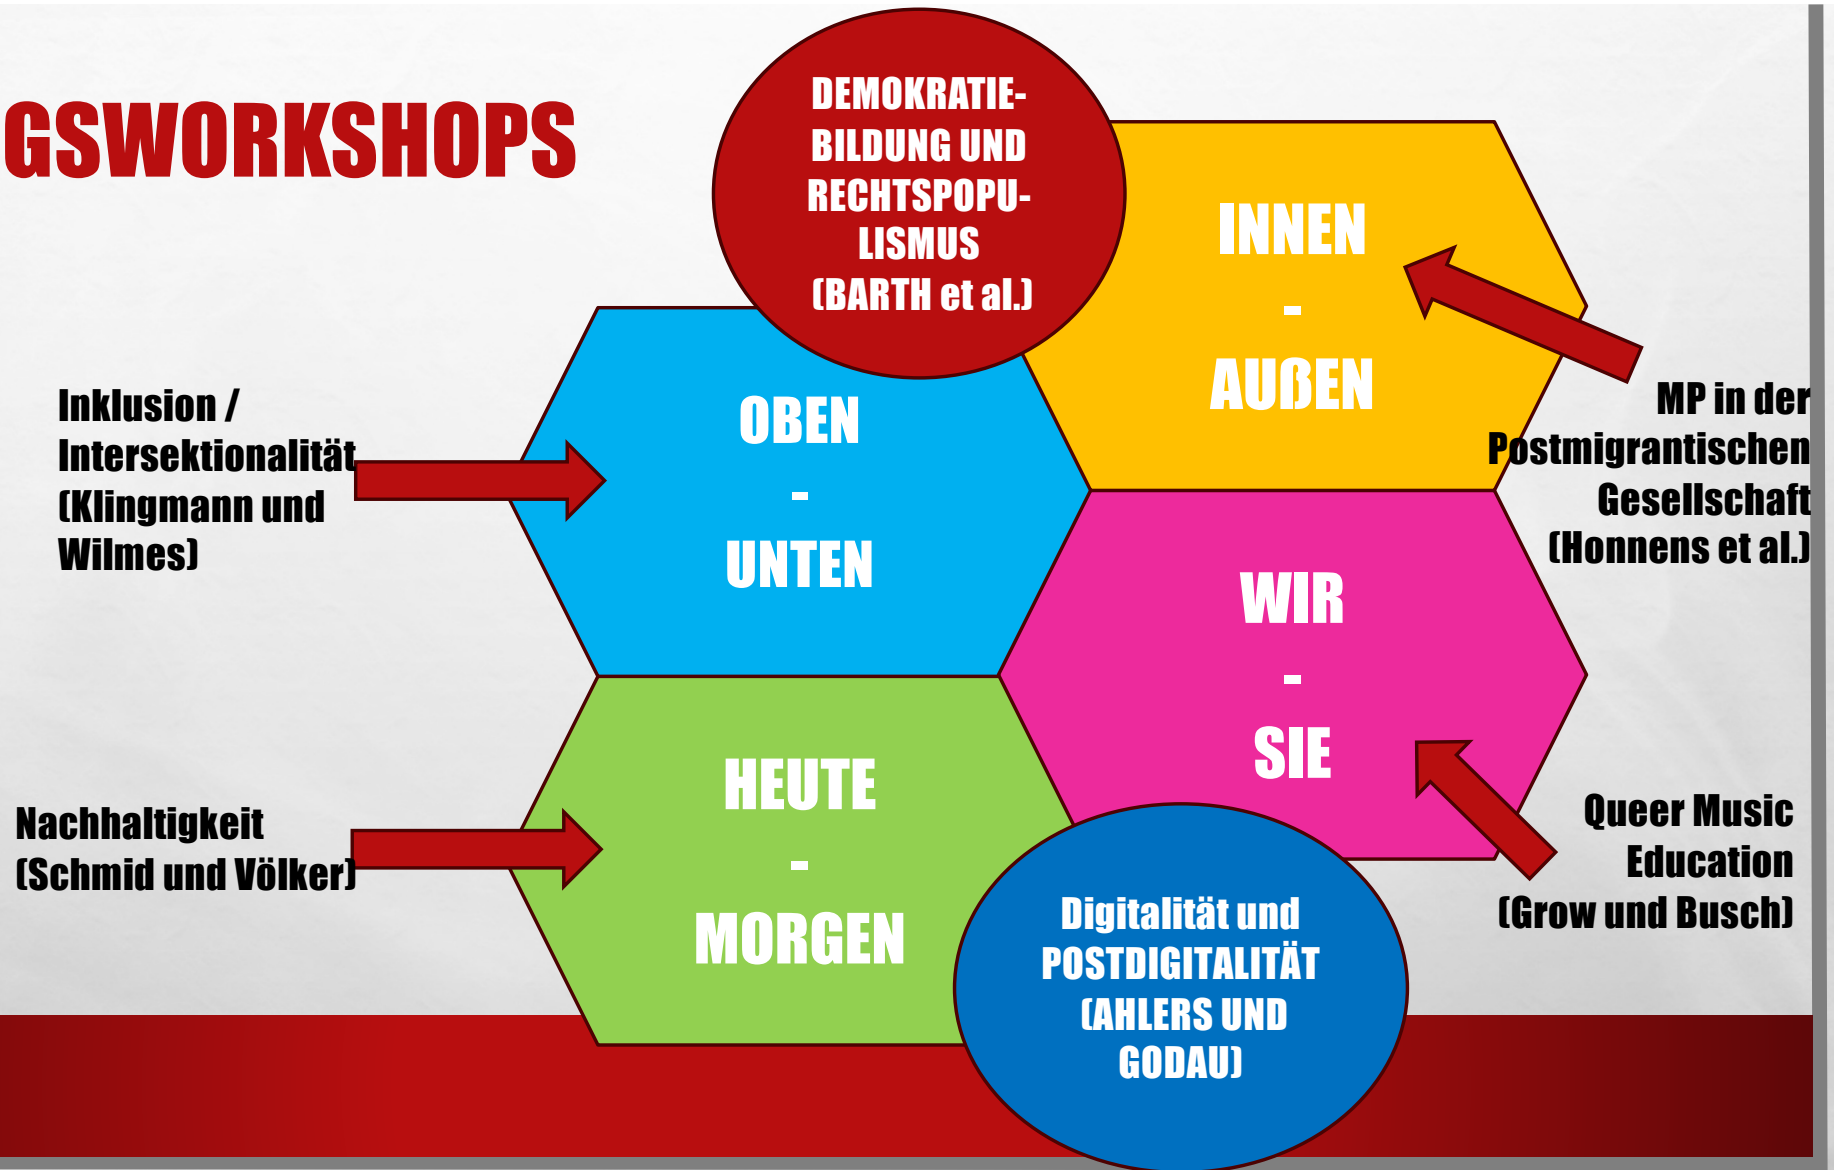 GSWORKSHOPS
DEMOKRATIE-
BILDUNG UND
RECHTSPOPU-
LISMUS
(BARTH et al.)
INNEN
-
AUßEN
MP in der
Postmigrantischen
Gesellschaft
(Honnens et al.)
Inklusion /
Intersektionalität
(Klingmann und
Wilmes)
OBEN
-
UNTEN
WIR
-
SIE
Queer Music
Education
(Grow und Busch)
Nachhaltigkeit
(Schmid und Völker)
HEUTE
-
MORGEN
Digitalität und
POSTDIGITALITÄT
(AHLERS UND
GODAU)